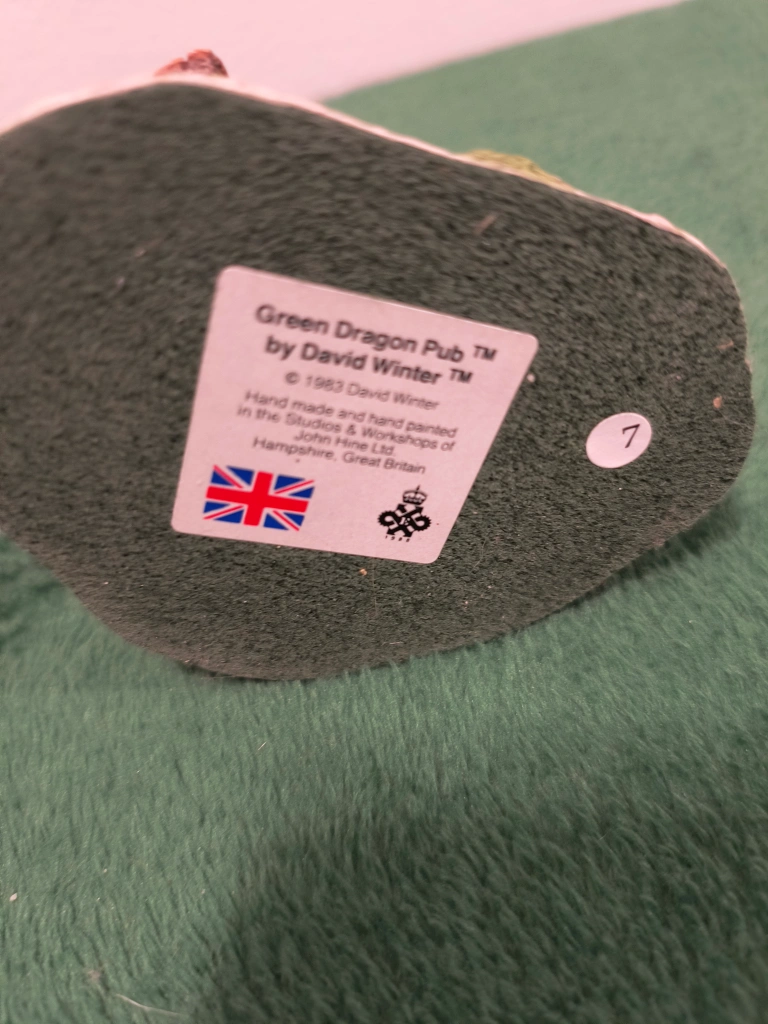 Green Dragon Pub ™
by David Winter ™
© 1983 David Winter
Hand made and hand painted
in the Studios & Workshops of
John Hine Ltd.
Hampshire, Great Britain
7